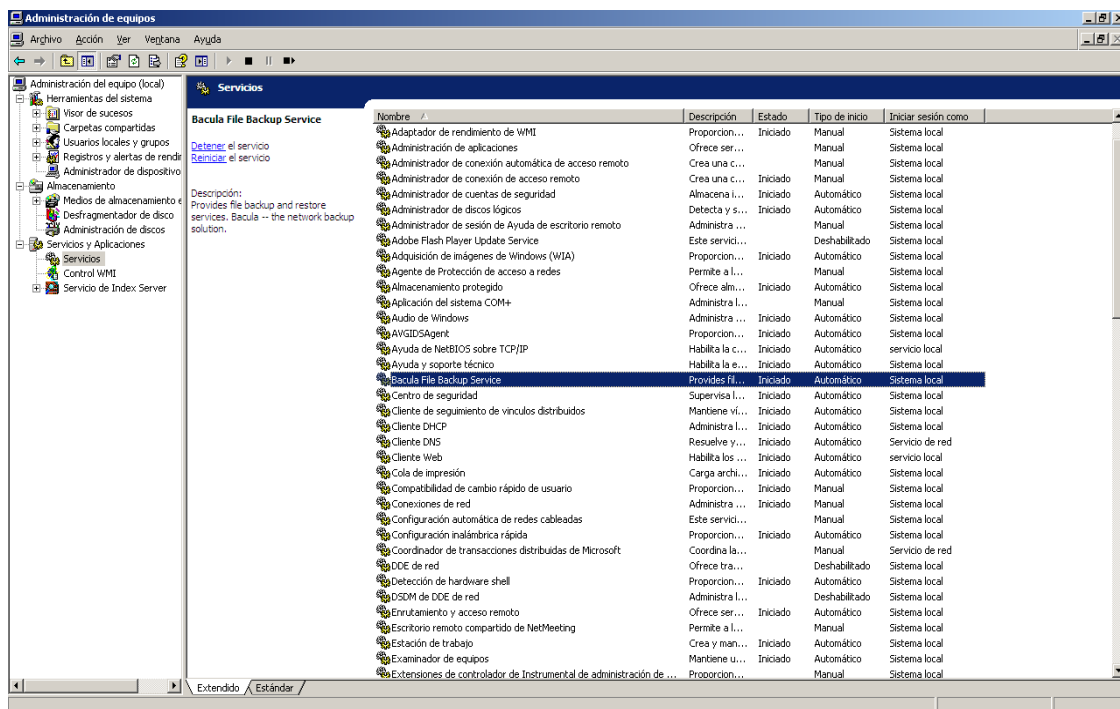 Administración de equipos
Archivo Acción Ver Ventana Ayuda
Administración del equipo (local)
Herramientas del sistema
Visor de sucesos
Carpetas compartidas
Usuarios locales y grupos
Registros y alertas de rendir
Administrador de dispositivo
Almacenamiento
Medios de almacenamiento e
Desfragmentador de disco
Administración de discos
Servicios y Aplicaciones
Servicios
Control WMI
Servicio de Index Server
Servicios
Bacula File Backup Service
Detener el servicio
Reiniciar el servicio
Descripción:
Provides file backup and restore
services. Bacula -- the network backup
solution.
Nombre Descripción Estado Tipo de inicio Iniciar sesión como
Adaptador de rendimiento de WMI Proporcion... Iniciado Manual Sistema local
Administración de aplicaciones Ofrece ser... Manual Sistema local
Administrador de conexión automática de acceso remoto Crea una c... Manual Sistema local
Administrador de conexión de acceso remoto Crea una c... Iniciado Manual Sistema local
Administrador de cuentas de seguridad Almacena i... Iniciado Automático Sistema local
Administrador de discos lógicos Detecta y s... Iniciado Automático Sistema local
Administrador de sesión de Ayuda de escritorio remoto Administra ... Manual Sistema local
Adobe Flash Player Update Service Este servici... Deshabilitado Sistema local
Adquisición de imágenes de Windows (WIA) Proporcion... Iniciado Automático Sistema local
Agente de Protección de acceso a redes Permite a l... Manual Sistema local
Almacenamiento protegido Ofrece alm... Iniciado Automático Sistema local
Aplicación del sistema COM+ Administra l... Manual Sistema local
Audio de Windows Administra ... Iniciado Automático Sistema local
AVGIDSAgent Proporcion... Iniciado Automático Sistema local
Ayuda de NetBIOS sobre TCP/IP Habilita la c... Iniciado Automático servicio local
Ayuda y soporte técnico Habilita la e... Iniciado Automático Sistema local
Bacula File Backup Service Provides fil... Iniciado Automático Sistema local
Centro de seguridad Supervisa l... Iniciado Automático Sistema local
Cliente de seguimiento de vinculos distribuidos Mantiene ví... Iniciado Automático Sistema local
Cliente DHCP Administra l... Iniciado Automático Sistema local
Cliente DNS Resuelve y... Iniciado Automático Servicio de red
Cliente Web Habilita los ... Iniciado Automático servicio local
Cola de impresión Carga archi... Iniciado Automático Sistema local
Compatibilidad de cambio rápido de usuario Proporcion... Iniciado Manual Sistema local
Conexiones de red Administra ... Iniciado Manual Sistema local
Configuración automática de redes cableadas Este servici... Manual Sistema local
Configuración inalámbrica rápida Proporcion... Iniciado Automático Sistema local
Coordinador de transacciones distribuidas de Microsoft Coordina la... Manual Servicio de red
DDE de red Ofrece tra... Deshabilitado Sistema local
Detección de hardware shell Proporcion... Iniciado Automático Sistema local
DSDM de DDE de red Administra l... Deshabilitado Sistema local
Enrutamiento y acceso remoto Ofrece ser... Iniciado Automático Sistema local
Escritorio remoto compartido de NetMeeting Permite a l... Manual Sistema local
Estación de trabajo Crea y man... Iniciado Automático Sistema local
Examinador de equipos Mantiene u... Iniciado Automático Sistema local
Extensiones de controlador de Instrumental de administración de ... Proporcion... Manual Sistema local
Extendido Estándar